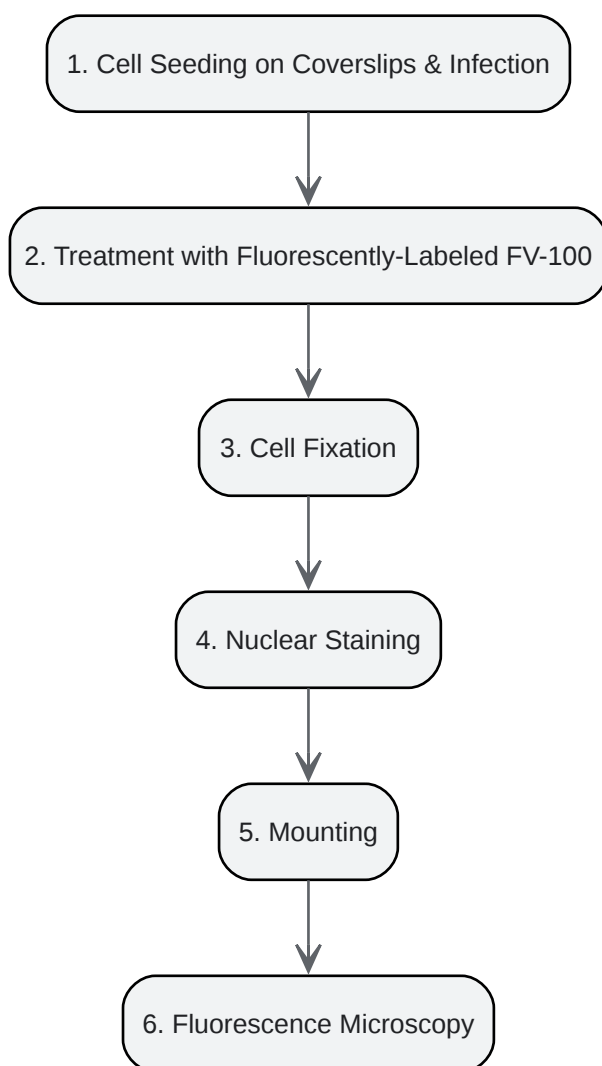 1. Cell Seeding on Coverslips & Infection
2. Treatment with Fluorescently-Labeled FV-100
3. Cell Fixation
4. Nuclear Staining
5. Mounting
6. Fluorescence Microscopy